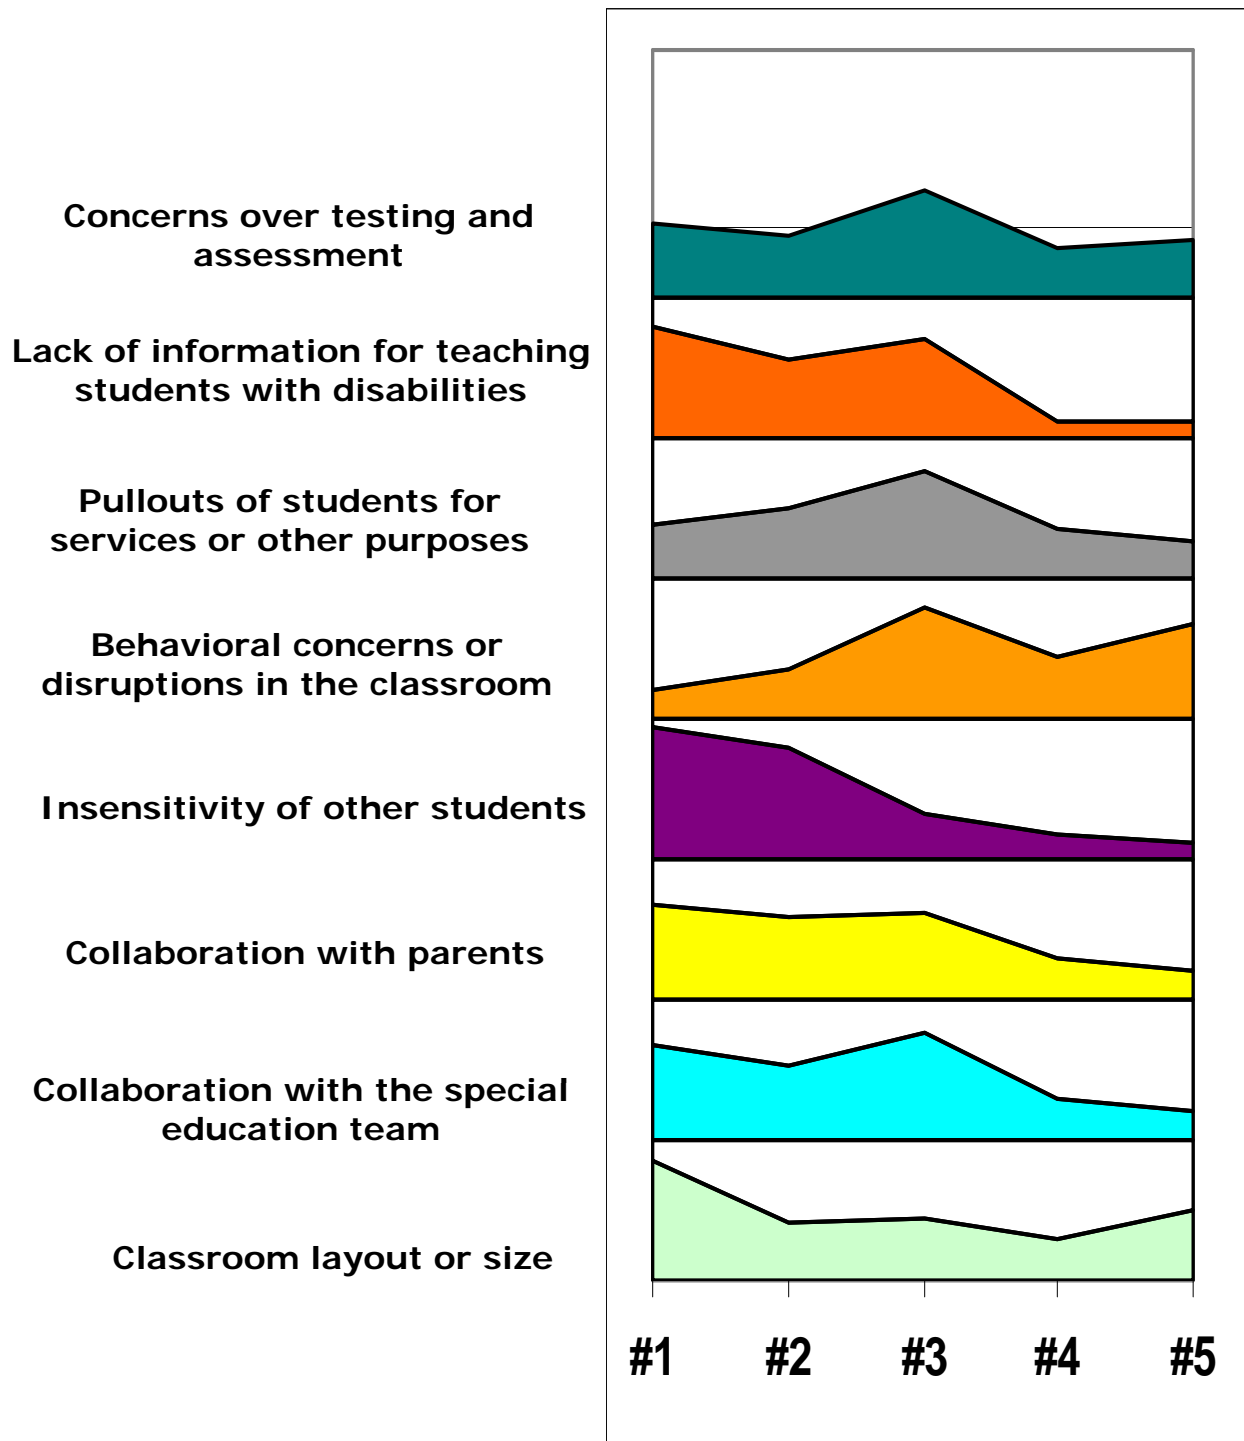 Concerns over testing and
assessment
Lack of information for teaching
students with disabilities
Pullouts of students for
services or other purposes
Behavioral concerns or
disruptions in the classroom
Insensitivity of other students
Collaboration with parents
Collaboration with the special
education team
Classroom layout or size
#1 #2 #3 #4 #5